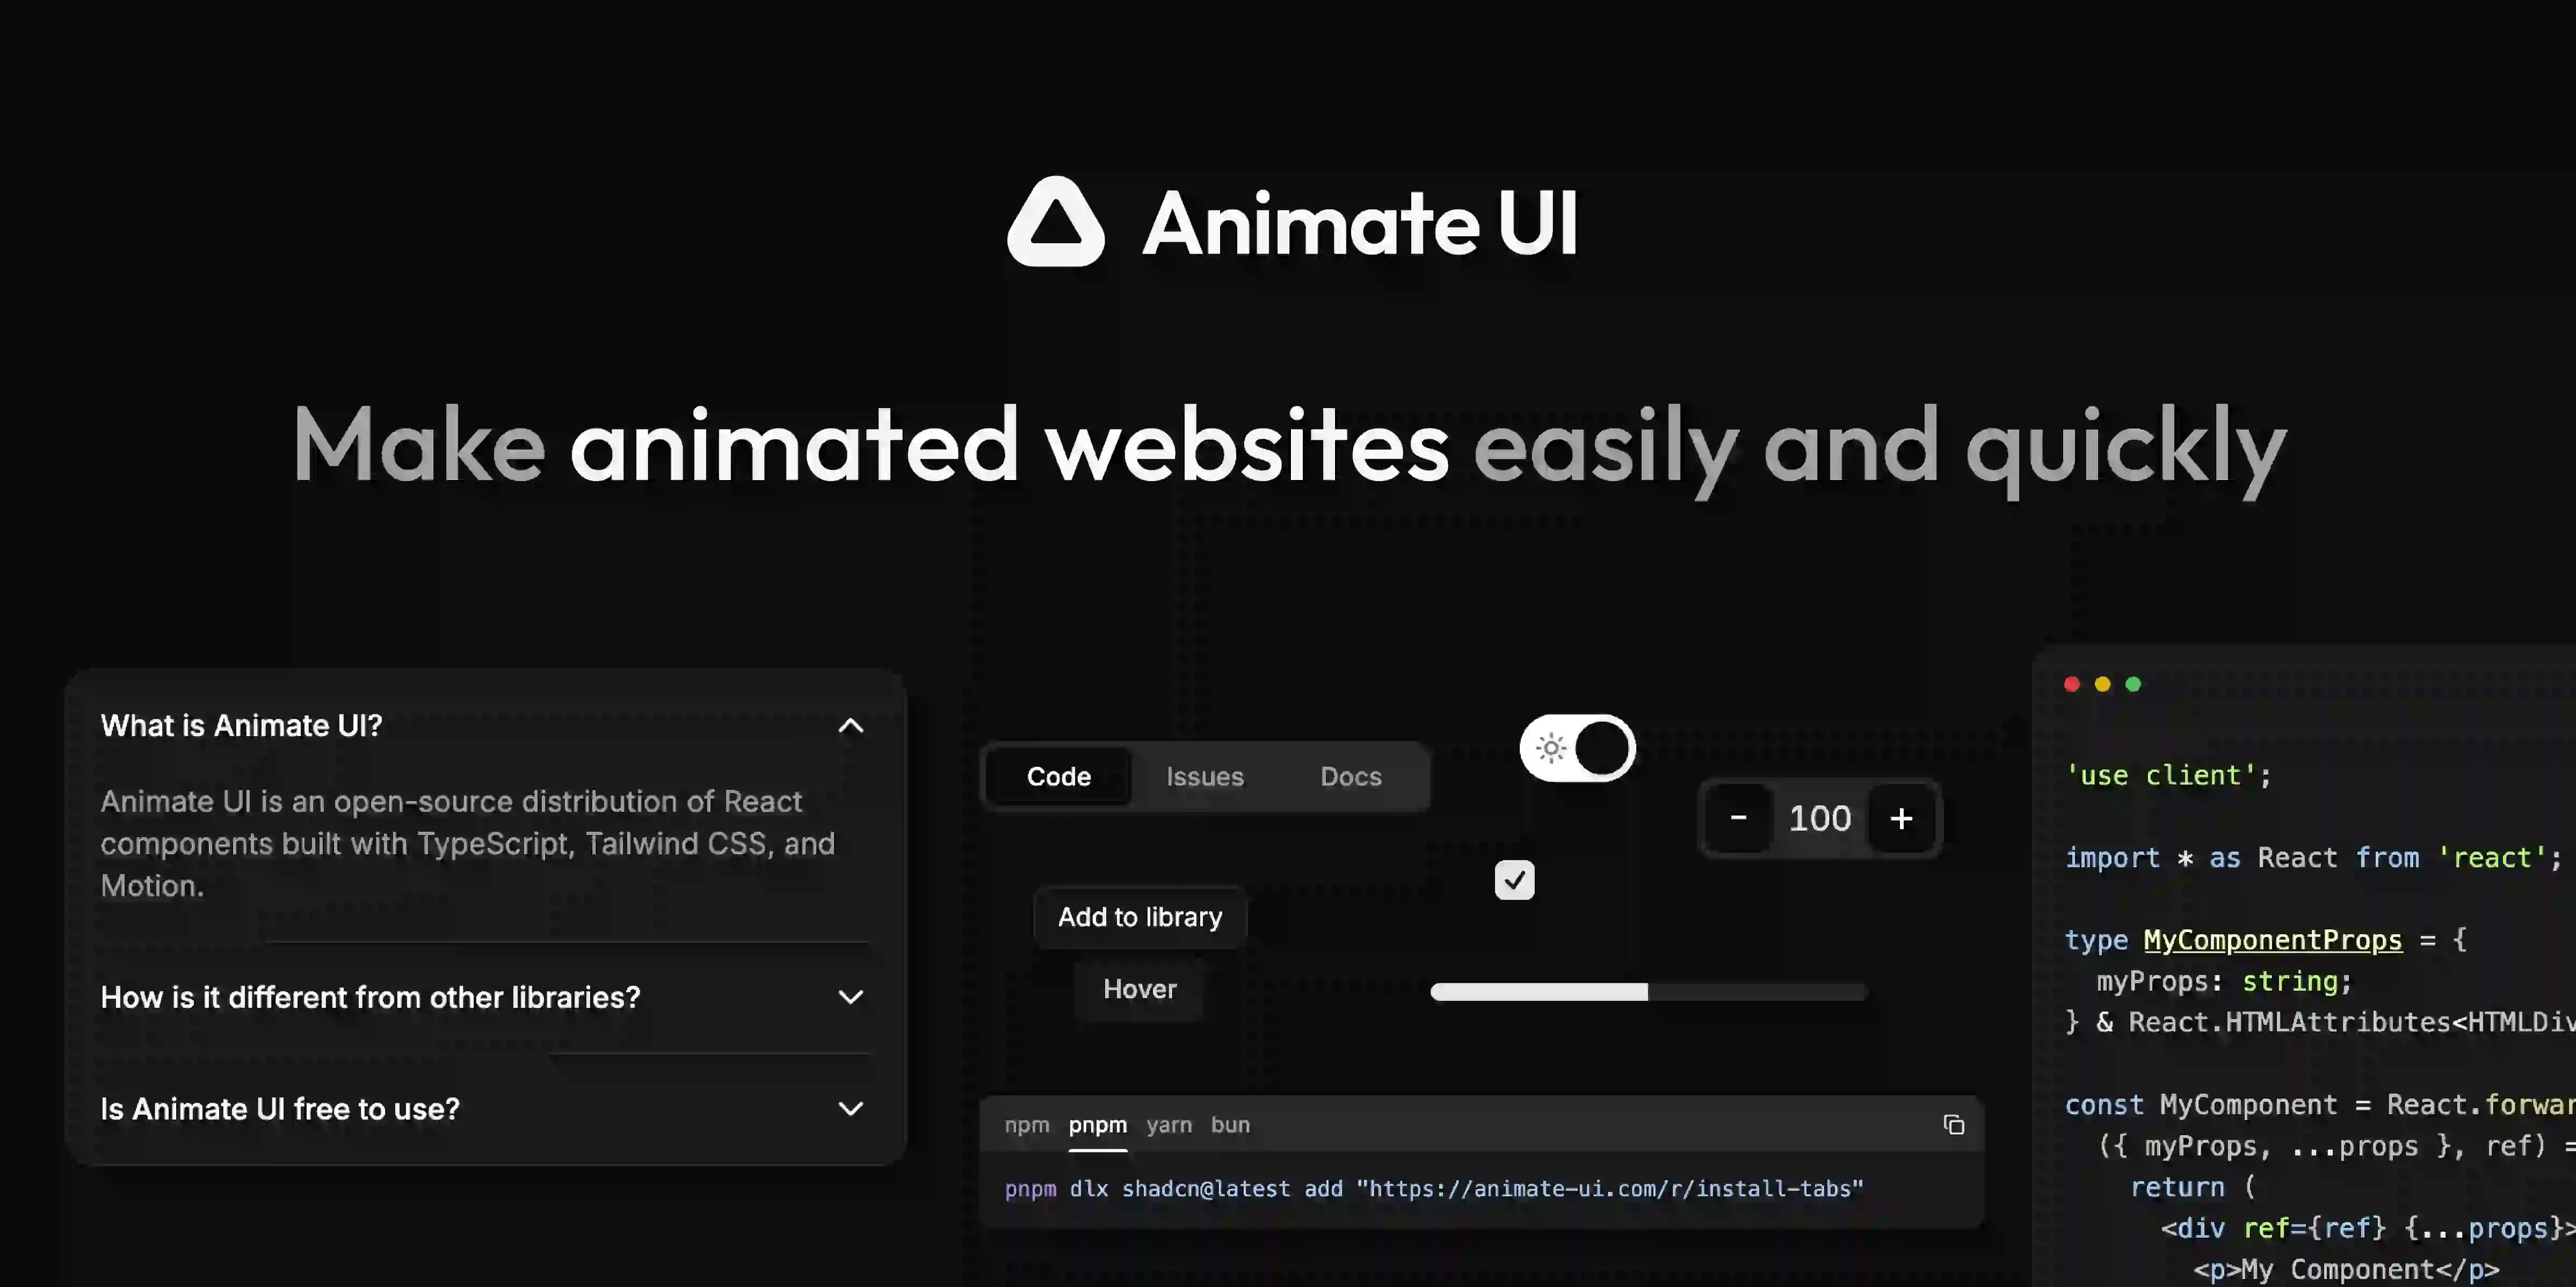 Animate UI
Make animated websites easily and quickly
What is Animate UI?
Animate UI is an open-source distribution of React
components built with TypeScript, Tailwind CSS, and
Motion.
How is it different from other libraries?
Is Animate UI free to use?
Code Issues Docs
- 100 +
Add to library
Hover
npm pnpm yarn bun
pnpm dlx shadcn@latest add "https://animate-ui.com/r/install-tabs"
'use client';
import * as React from 'react';
type MyComponentProps = {
myProps: string;
} & React.HTMLAttributes<HTMLDiv
const MyComponent = React.forwar
({ myProps, ...props }, ref) =
return (
<div ref={ref} {...props}>
<p>My Component</p>